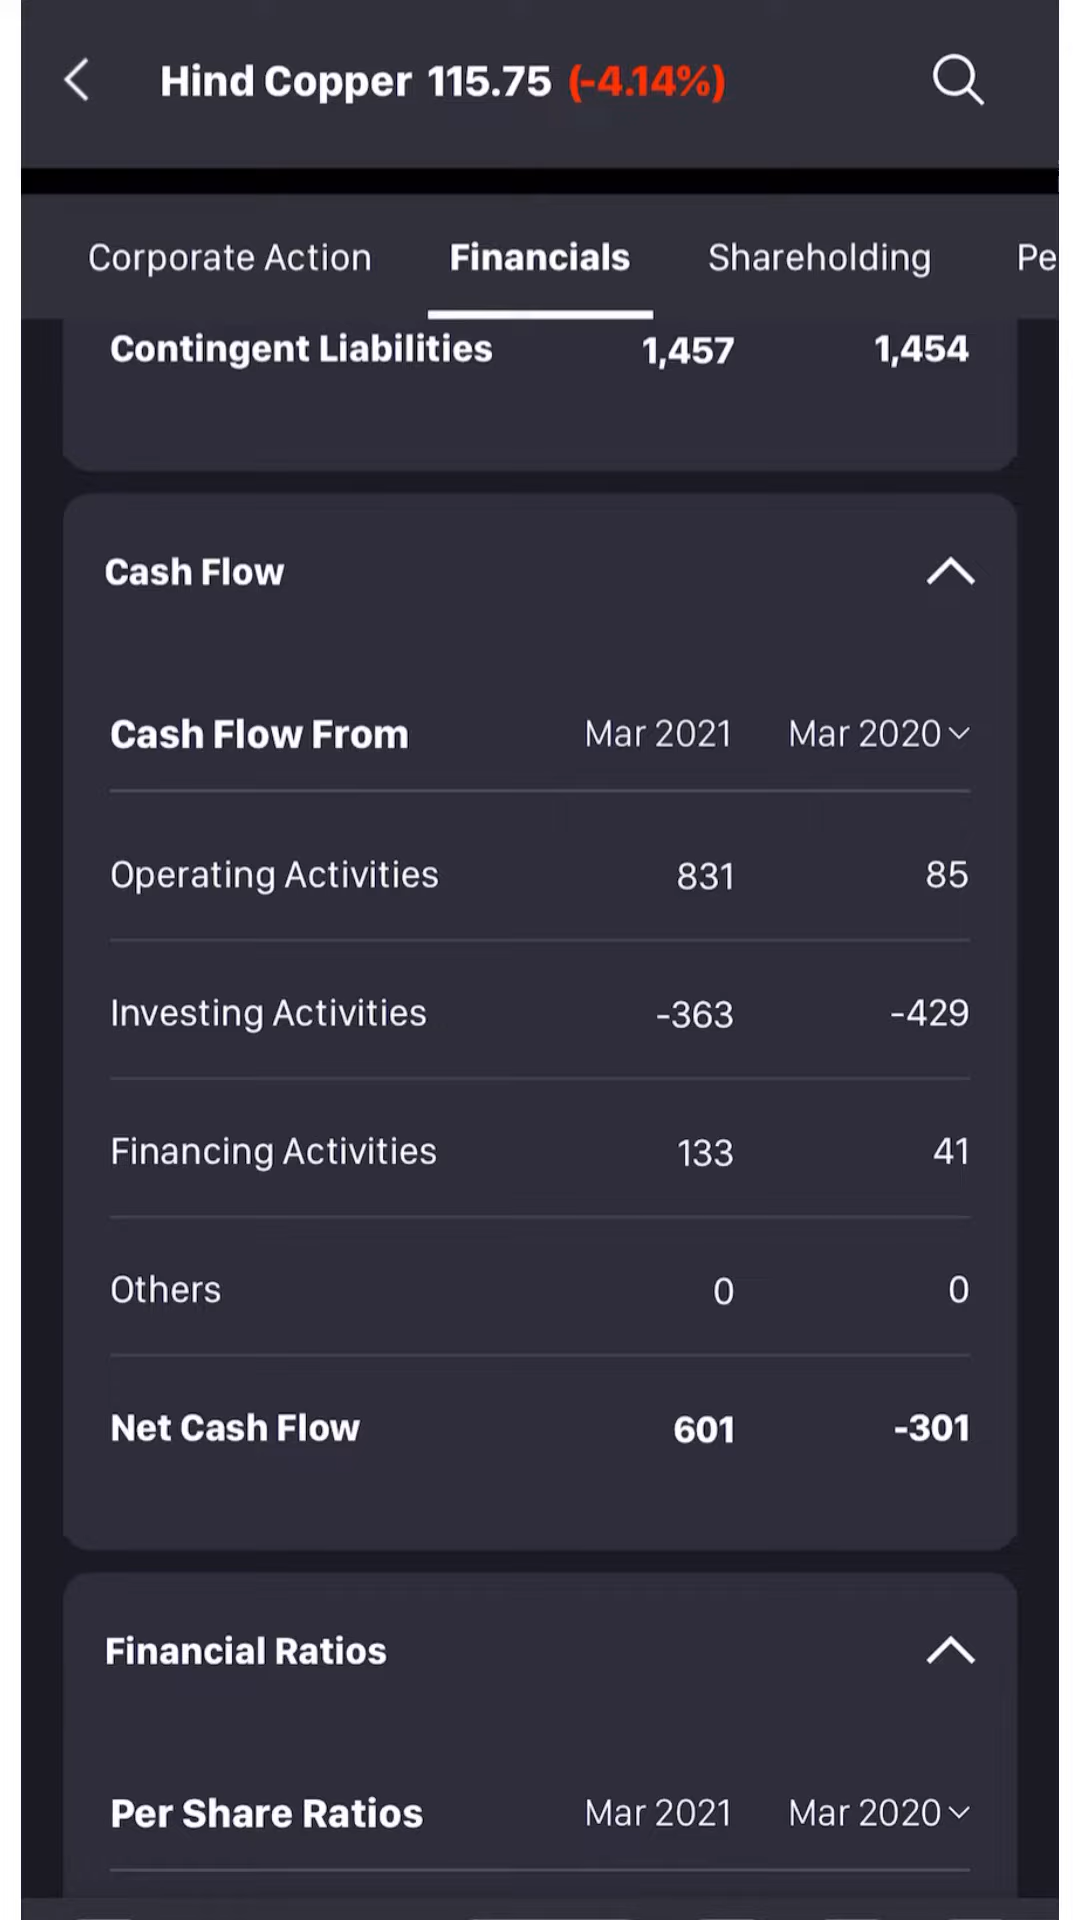 Hind Copper 115.75 (-4.14%)
Corporate Action Financials Shareholding Pe
Contingent Liabilities 1,457 1,454
Cash Flow
Cash Flow From Mar 2021 Mar 2020
Operating Activities 831 85
Investing Activities -363 -429
Financing Activities 133 41
Others 0 0
Net Cash Flow 601 -301
Financial Ratios
Per Share Ratios Mar 2021 Mar 2020